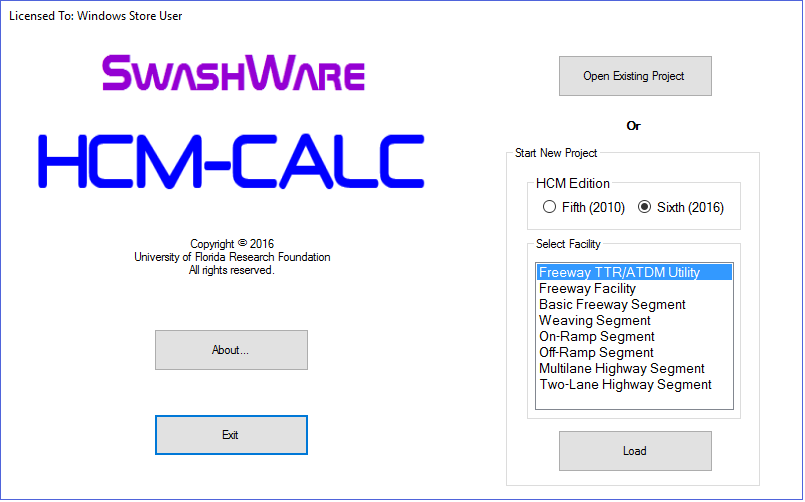 Licensed To: Windows Store User
SwashWare
HCM-CALC
Copyright © 2016
University of Florida Research Foundation
All rights reserved.
About...
Exit
Open Existing Project
Or
Start New Project
HCM Edition
Fifth (2010)
Sixth (2016)
Select Facility
Freeway TTR/ATDM Utility
Freeway Facility
Basic Freeway Segment
Weaving Segment
On-Ramp Segment
Off-Ramp Segment
Multilane Highway Segment
Two-Lane Highway Segment
Load